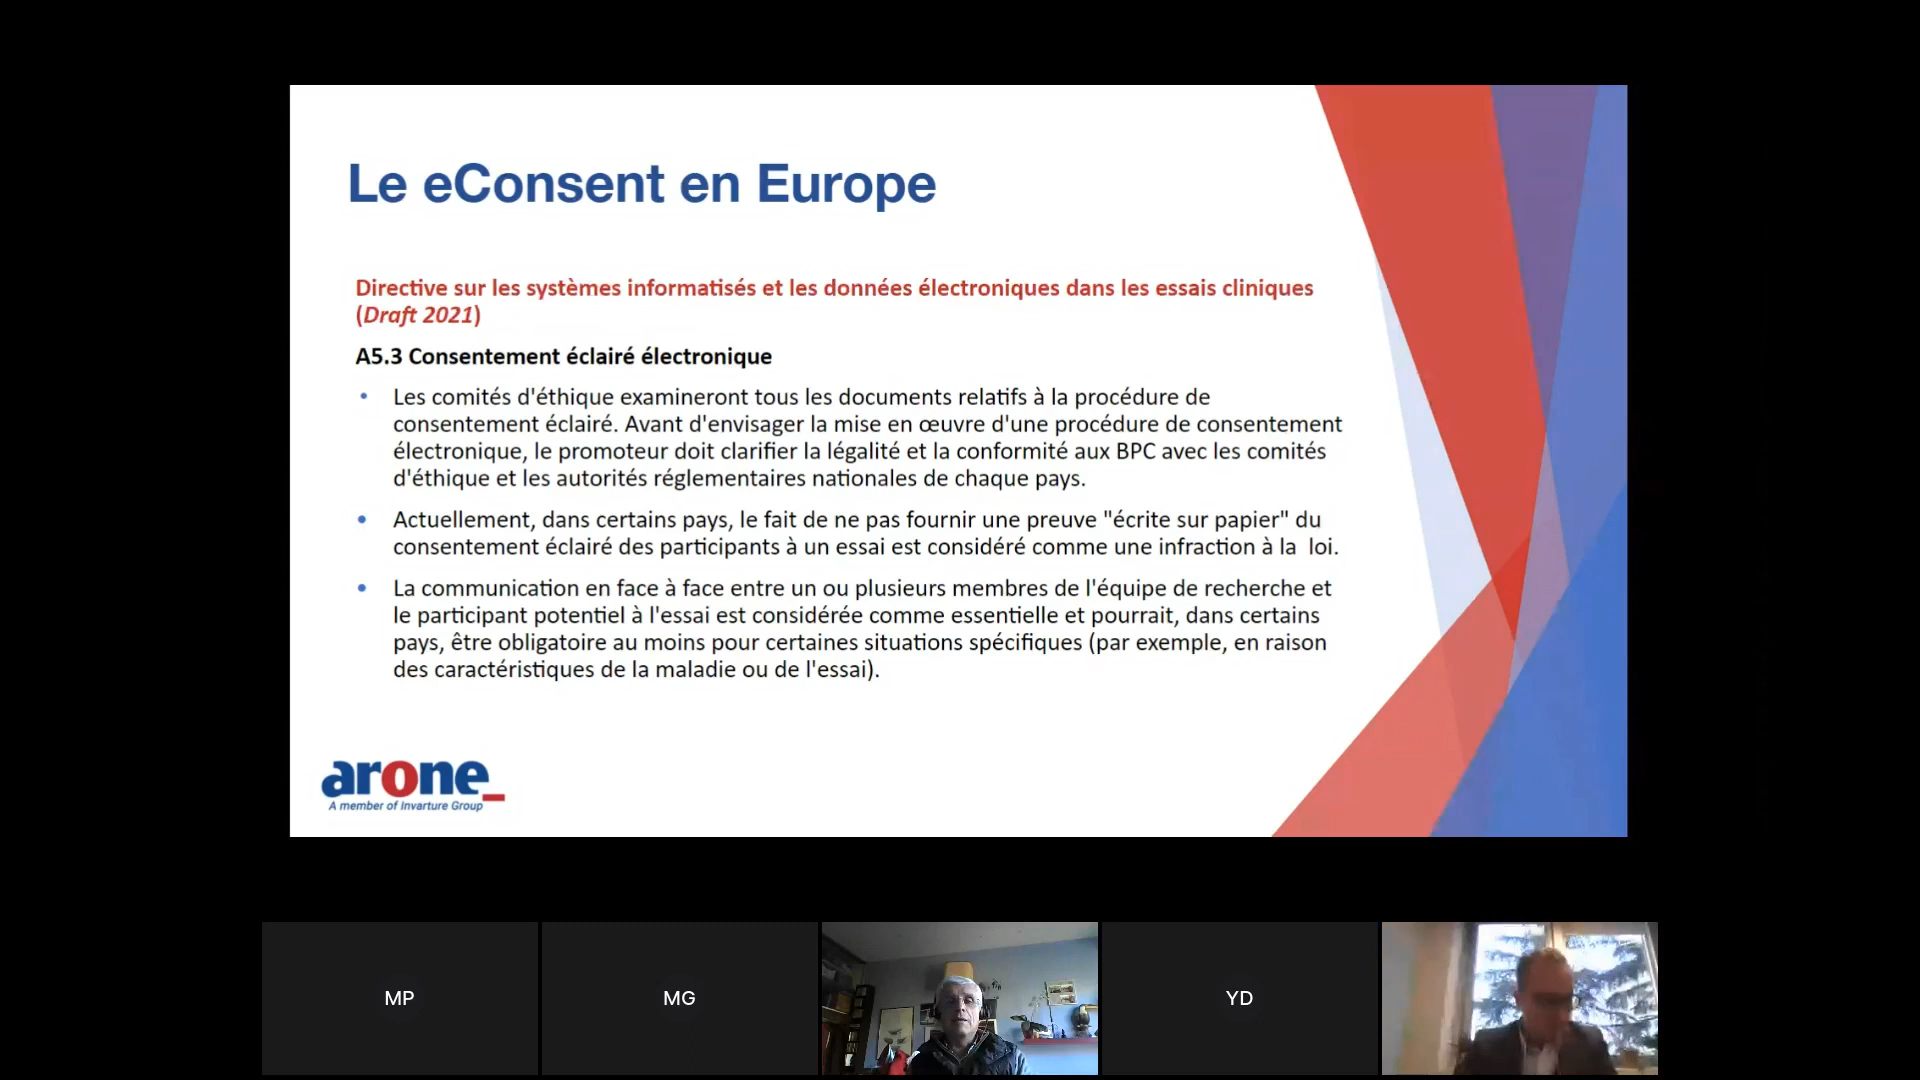 Le eConsent en Europe
Directive sur les systèmes informatisés et les données électroniques dans les essais cliniques
(Draft 2021)
A5.3 Consentement éclairé électronique
• Les comités d'éthique examineront tous les documents relatifs à la procédure de
consentement éclairé. Avant d'envisager la mise en œuvre d'une procédure de consentement
électronique, le promoteur doit clarifier la légalité et la conformité aux BPC avec les comités
d'éthique et les autorités réglementaires nationales de chaque pays.
• Actuellement, dans certains pays, le fait de ne pas fournir une preuve "écrite sur papier" du
consentement éclairé des participants à un essai est considéré comme une infraction à la  loi.
• La communication en face à face entre un ou plusieurs membres de l'équipe de recherche et
le participant potentiel à l'essai est considérée comme essentielle et pourrait, dans certains
pays, être obligatoire au moins pour certaines situations spécifiques (par exemple, en raison
des caractéristiques de la maladie ou de l'essai).
arone_
A member of Invarture Group
MP
MG
YD